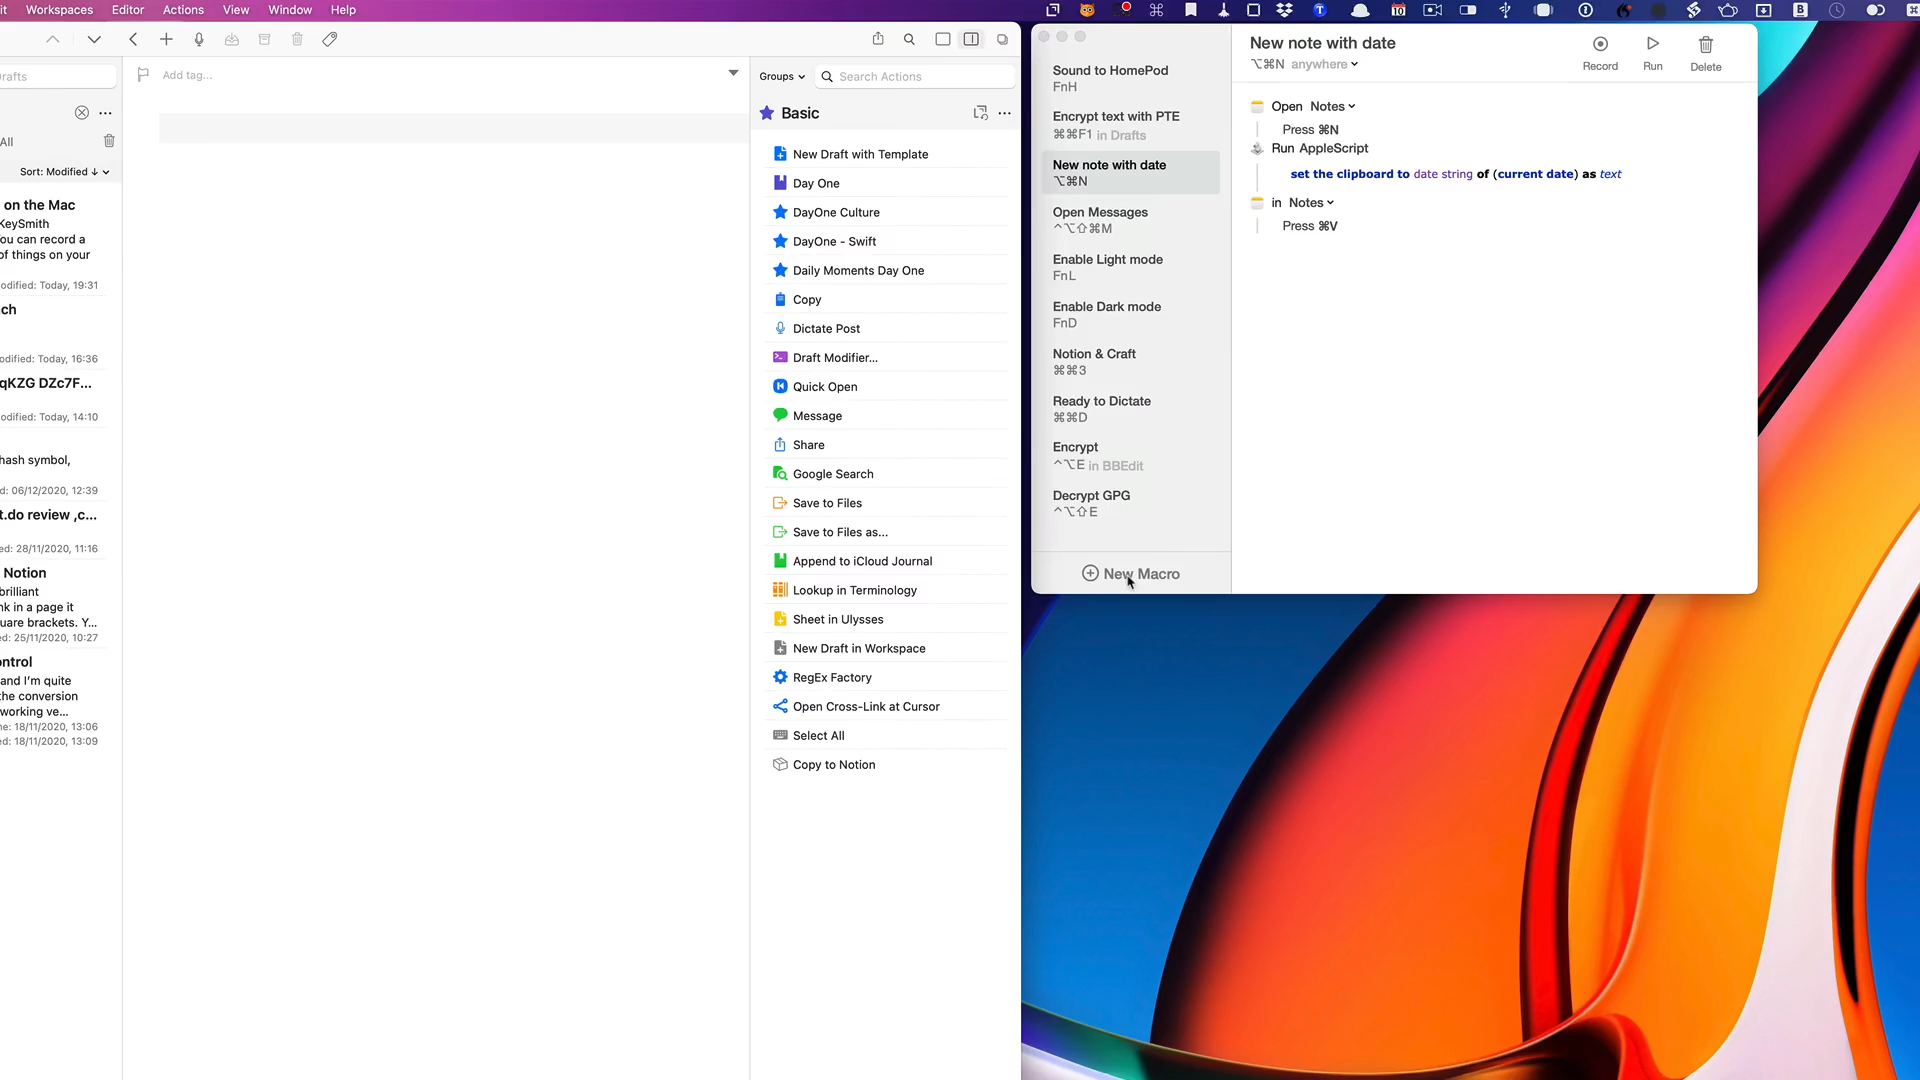 it Workspaces Editor Actions View Window Help
10
rafts
All
Sort: Modified ↓
on the Mac
KeySmith
ou can record a
of things on your
odified: Today, 19:31
ch
odified: Today, 16:36
qKZG DZc7F...
odified: Today, 14:10
hash symbol,
d: 06/12/2020, 12:39
t.do review ,c...
ed: 28/11/2020, 11:16
Notion
brilliant
nk in a page it
uare brackets. Y...
ed: 25/11/2020, 10:27
ontrol
and I'm quite
the conversion
working ve...
ne: 18/11/2020, 13:06
ed: 18/11/2020, 13:09
Add tag...
Groups
Search Actions
Basic
New Draft with Template
Day One
DayOne Culture
DayOne - Swift
Daily Moments Day One
Copy
Dictate Post
Draft Modifier...
Quick Open
Message
Share
Google Search
Save to Files
Save to Files as...
Append to iCloud Journal
Lookup in Terminology
Sheet in Ulysses
New Draft in Workspace
RegEx Factory
Open Cross-Link at Cursor
Select All
Copy to Notion
Sound to HomePod
FnH
Encrypt text with PTE
⌘⌘F1 in Drafts
New note with date
⌥⌘N
Open Messages
^⌥⇧⌘M
Enable Light mode
FnL
Enable Dark mode
FnD
Notion & Craft
⌘⌘3
Ready to Dictate
⌘⌘D
Encrypt
^⌥E in BBEdit
Decrypt GPG
^⌥⇧E
New Macro
New note with date
⌥⌘N anywhere
Record
Run
Delete
Open Notes
Press ⌘N
Run AppleScript
set the clipboard to date string of (current date) as text
in Notes
Press ⌘V